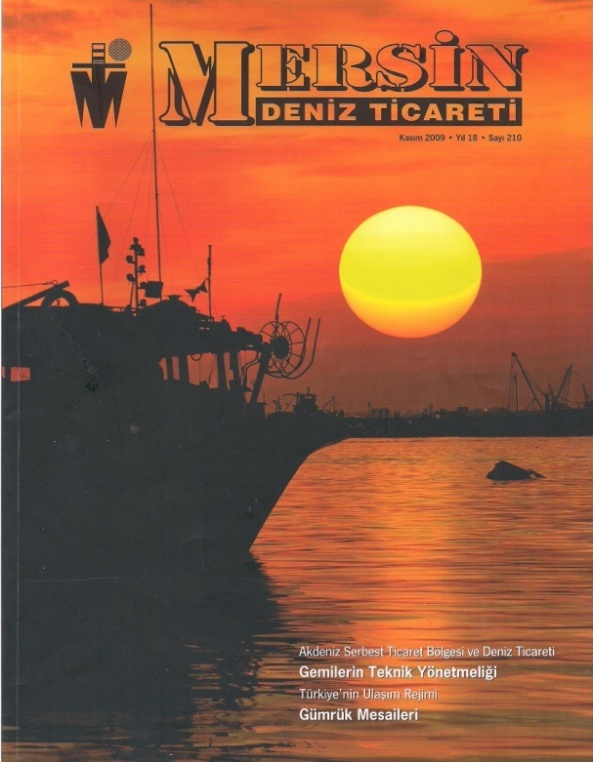 MERSİN
DENİZ TİCARETİ
Kasım 2009 • Yıl 18 • Sayı 210
Akdeniz Serbest Ticaret Bölgesi ve Deniz Ticareti
Gemilerin Teknik Yönetmeliği
Türkiye'nin Ulaşım Rejimi
Gümrük Mesaileri